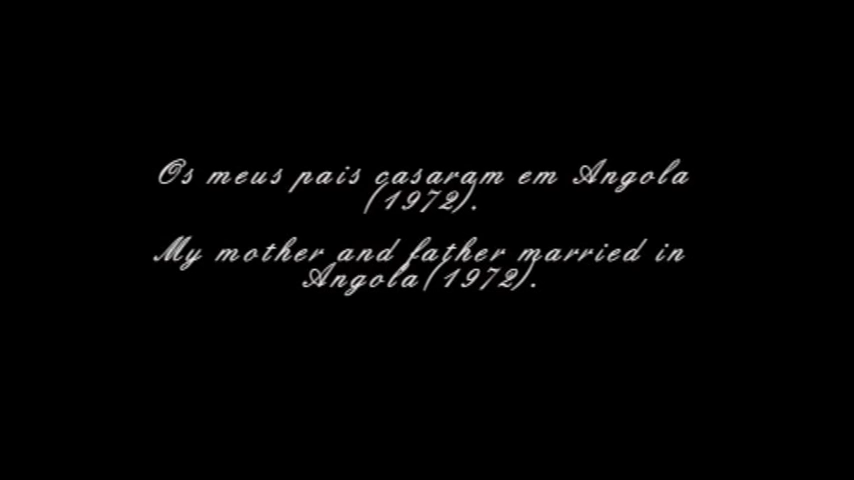 Os meus pais casaram em Angola
(1972).
My mother and father married in
Angola(1972).